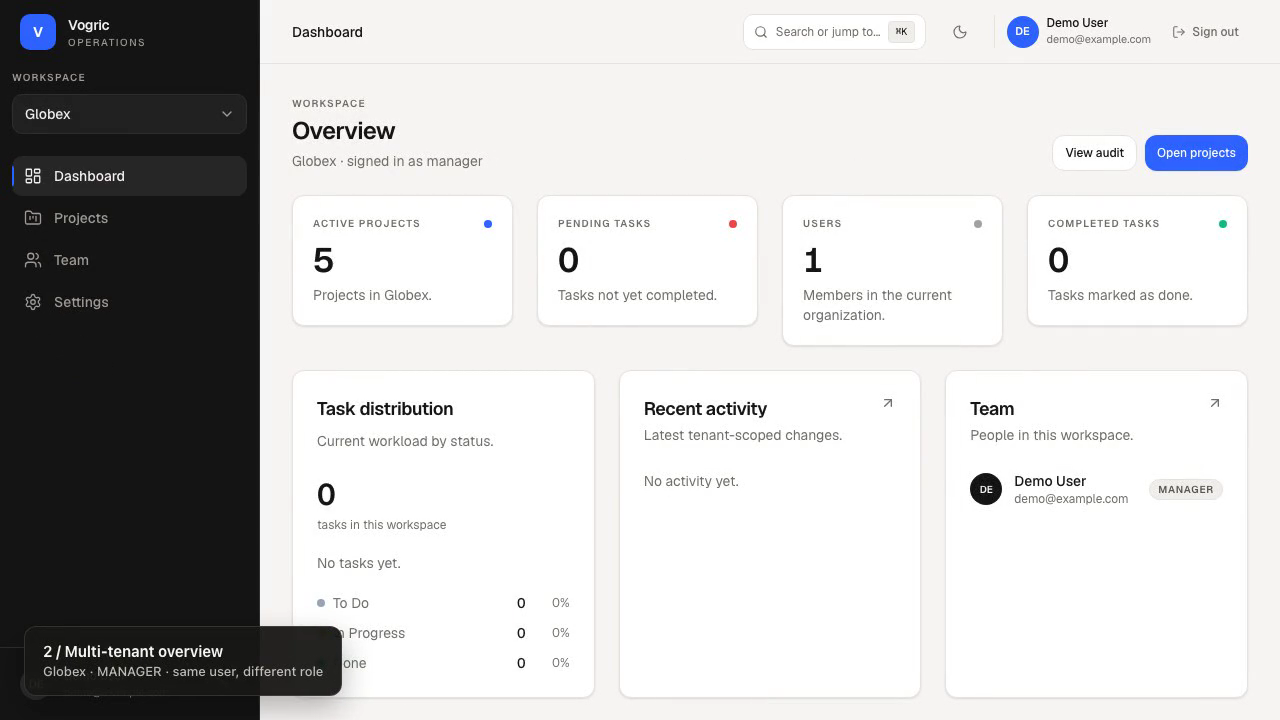 V
Vogric
OPERATIONS
WORKSPACE
Globex
Dashboard
Projects
Team
Settings
Dashboard
Search or jump to...
⌘K
DE
Demo User
demo@example.com
Sign out
WORKSPACE
Overview
Globex · signed in as manager
View audit
Open projects
ACTIVE PROJECTS
5
Projects in Globex.
PENDING TASKS
0
Tasks not yet completed.
USERS
1
Members in the current
organization.
COMPLETED TASKS
0
Tasks marked as done.
Task distribution
Current workload by status.
0
tasks in this workspace
No tasks yet.
To Do 0 0%
In Progress 0 0%
Done 0 0%
Recent activity
Latest tenant-scoped changes.
No activity yet.
Team
People in this workspace.
DE
Demo User
demo@example.com
MANAGER
2 / Multi-tenant overview
Globex · MANAGER · same user, different role